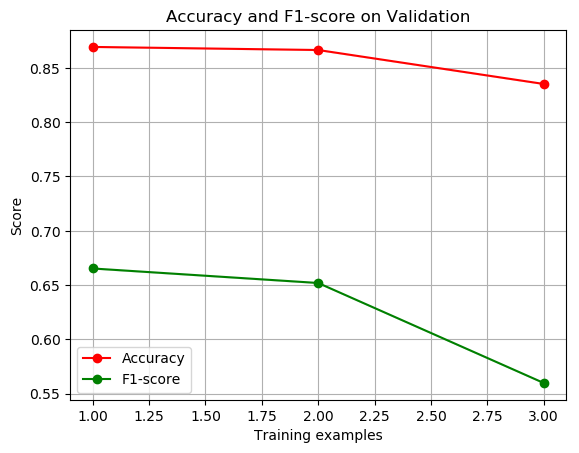 Accuracy and F1-score on Validation
Score
0.85
0.80
0.75
0.70
0.65
0.60
0.55
Accuracy
F1-score
1.00 1.25 1.50 1.75 2.00 2.25 2.50 2.75 3.00
Training examples